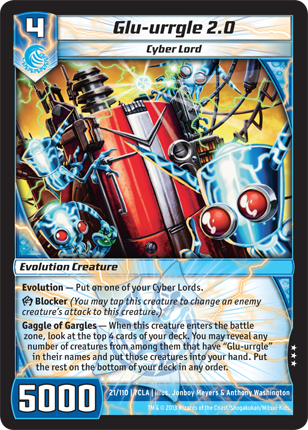 4
Glu-urrgle 2.0
Cyber Lord
Evolution Creature
Evolution — Put on one of your Cyber Lords.
Blocker (You may tap this creature to change an enemy
creature's attack to this creature.)
Gaggle of Gargles — When this creature enters the battle
zone, look at the top 4 cards of your deck. You may reveal any
number of creatures from among them that have "Glu-urrgle"
in their names and put those creatures into your hand. Put
the rest on the bottom of your deck in any order.
5000
21/110 | 7CLA | Illus. Jonboy Meyers & Anthony Washington
TM & © 2013 Wizards of the Coast/Shogakukan/Mitsui-Kids